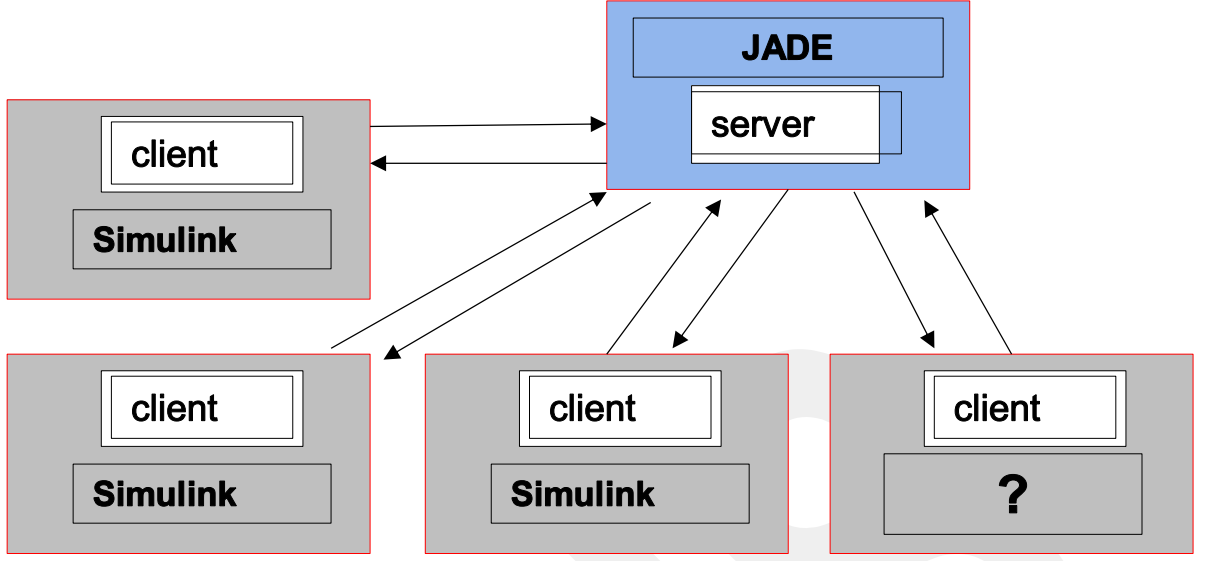 JADE
server
client
Simulink
client
Simulink
client
Simulink
client
?